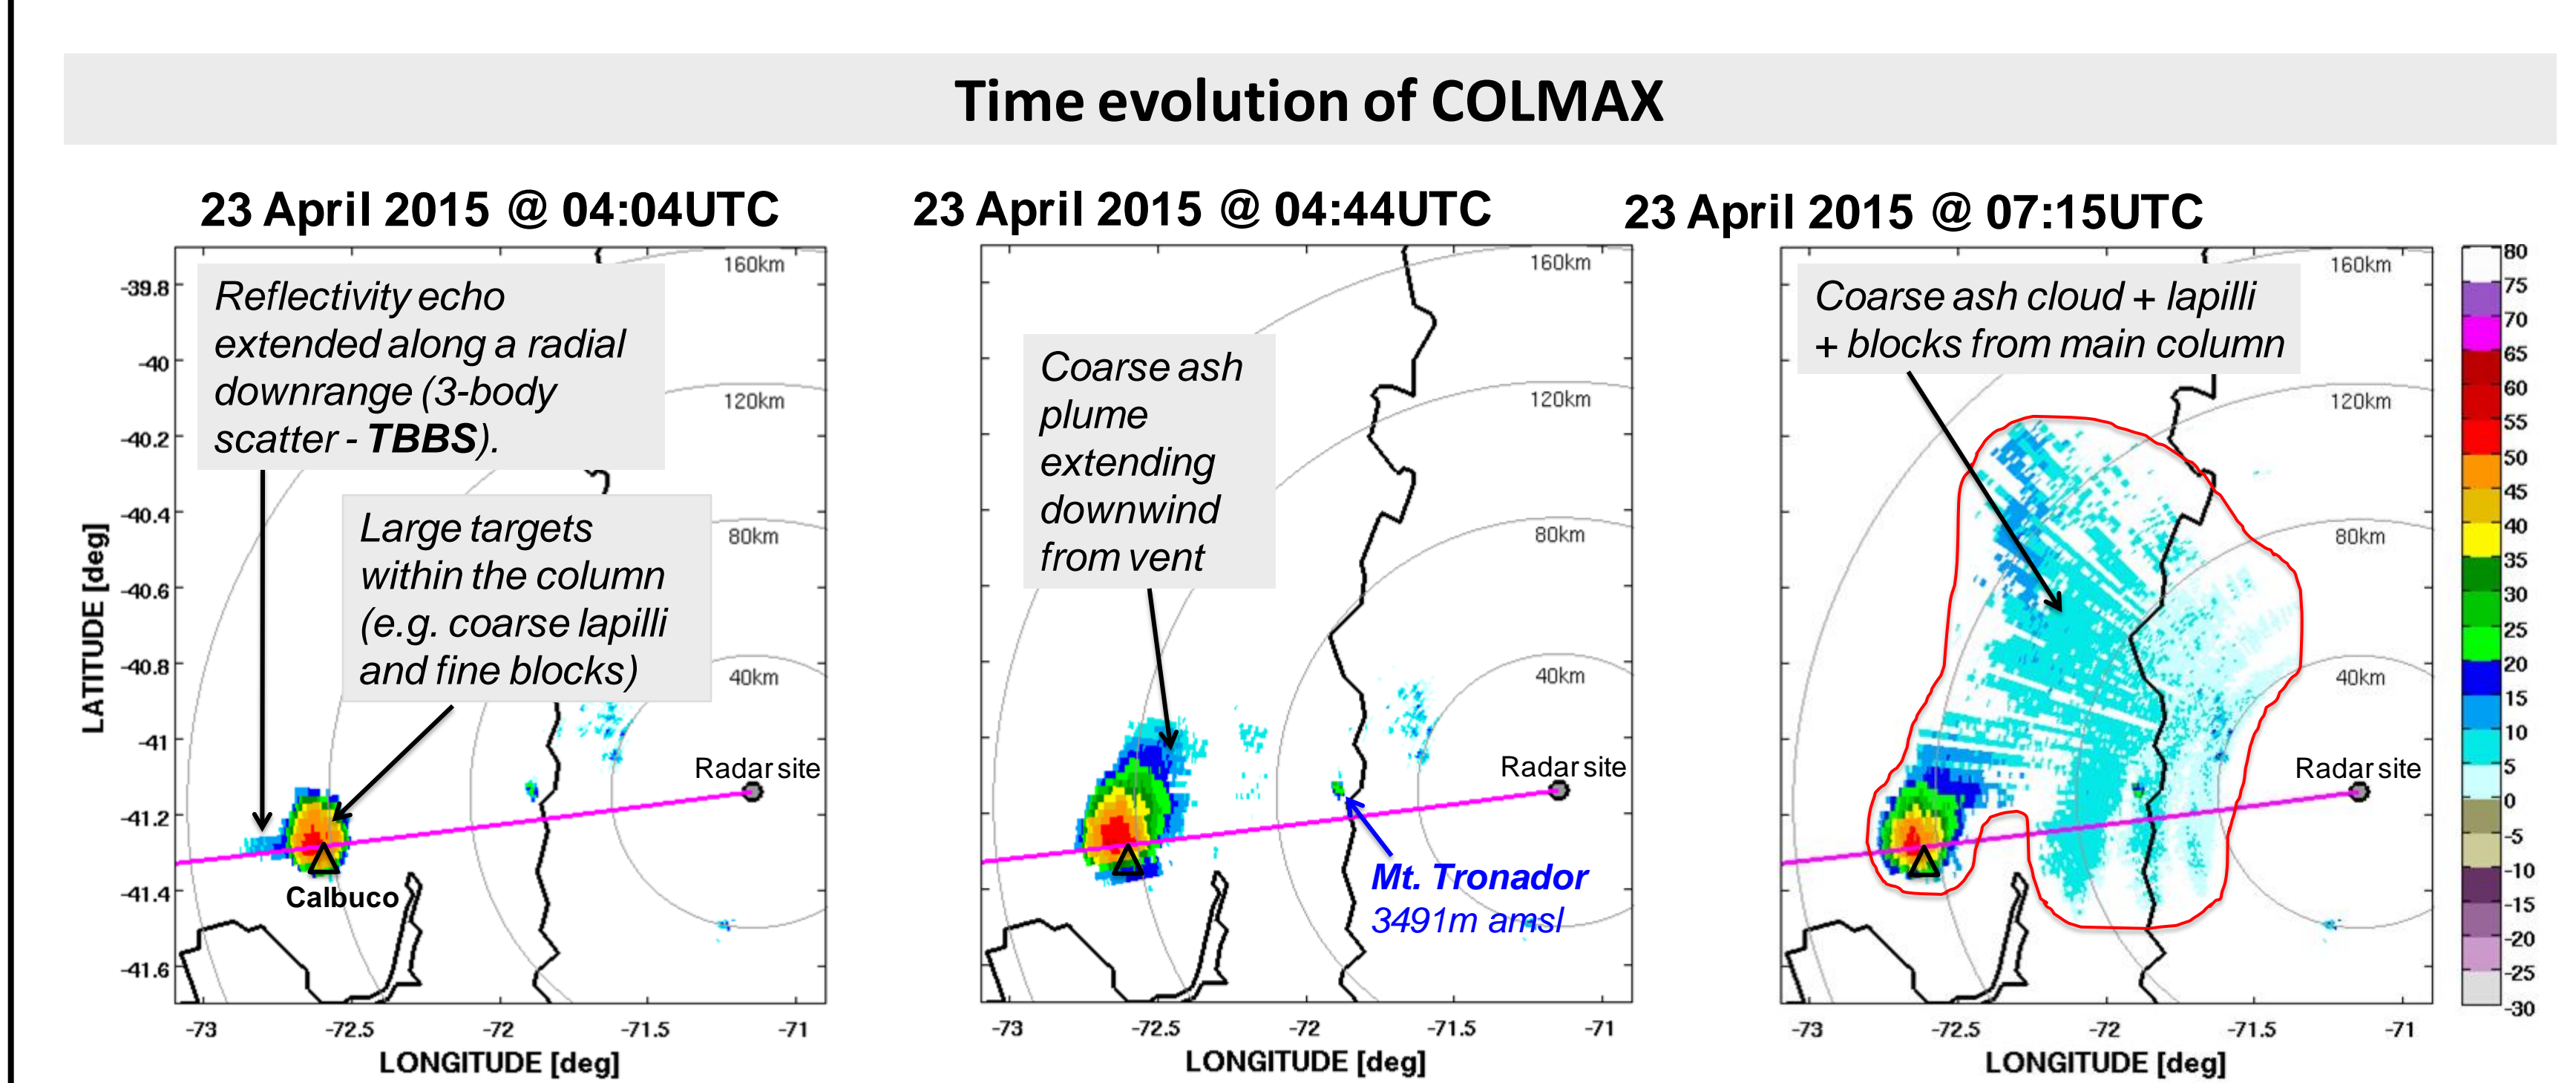 Time evolution of COLMAX
23 April 2015 @ 04:04UTC
23 April 2015 @ 04:44UTC
23 April 2015 @ 07:15UTC
Reflectivity echo
extended along a radial
downrange (3-body
scatter - TBBS).
Large targets
within the column
(e.g. coarse lapilli
and fine blocks)
160km
120km
80km
40km
Radar site
Calbuco
LATITUDE [deg]
-39.8
-40
-40.2
-40.4
-40.6
-40.8
-41
-41.2
-41.4
-41.6
-73
-72.5
-72
-71.5
-71
LONGITUDE [deg]
Coarse ash
plume
extending
downwind
from vent
160km
120km
80km
40km
Radar site
Mt. Tronador
3491m amsl
-73
-72.5
-72
-71.5
-71
LONGITUDE [deg]
Coarse ash cloud + lapilli
+ blocks from main column
160km
120km
80km
40km
Radar site
-73
-72.5
-72
-71.5
-71
LONGITUDE [deg]
80
75
70
65
60
55
50
45
40
35
30
25
20
15
10
5
0
-5
-10
-15
-20
-25
-30